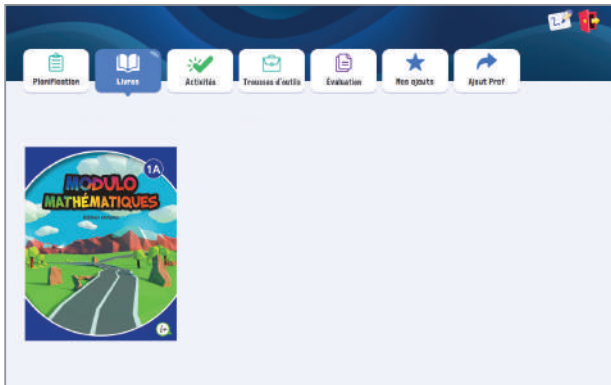 Planification
Livres
Activités
Trousses d'outils
Évaluation
Mes ajouts
Ajout Prof
1A
MODULO
MATHÉMATIQUES
i+